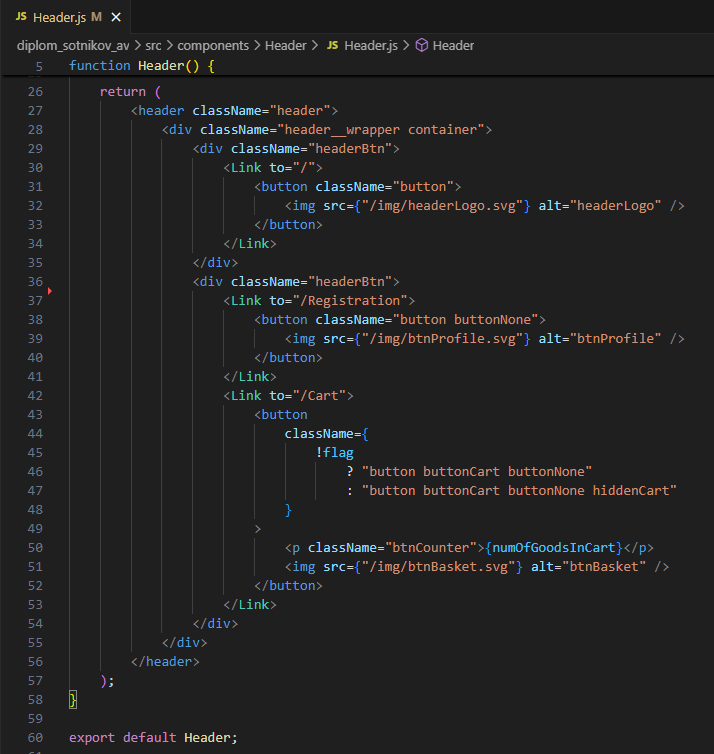 JS Header.js M ×
diplom_sotnikov_av > src > components > Header > JS Header.js > Header
5 function Header() {
26 return (
27 <header className="header">
28 <div className="header__wrapper container">
29 <div className="headerBtn">
30 <Link to="/">
31 <button className="button">
32 <img src={"/img/headerLogo.svg"} alt="headerLogo" />
33 </button>
34 </Link>
35 </div>
36 <div className="headerBtn">
37 <Link to="/Registration">
38 <button className="button buttonNone">
39 <img src={"/img/btnProfile.svg"} alt="btnProfile" />
40 </button>
41 </Link>
42 <Link to="/Cart">
43 <button
44 className={
45 !flag
46 ? "button buttonCart buttonNone"
47 : "button buttonCart buttonNone hiddenCart"
48 }
49 >
50 <p className="btnCounter">{numOfGoodsInCart}</p>
51 <img src={"/img/btnBasket.svg"} alt="btnBasket" />
52 </button>
53 </Link>
54 </div>
55 </div>
56 </header>
57 );
58 }
59
60 export default Header;